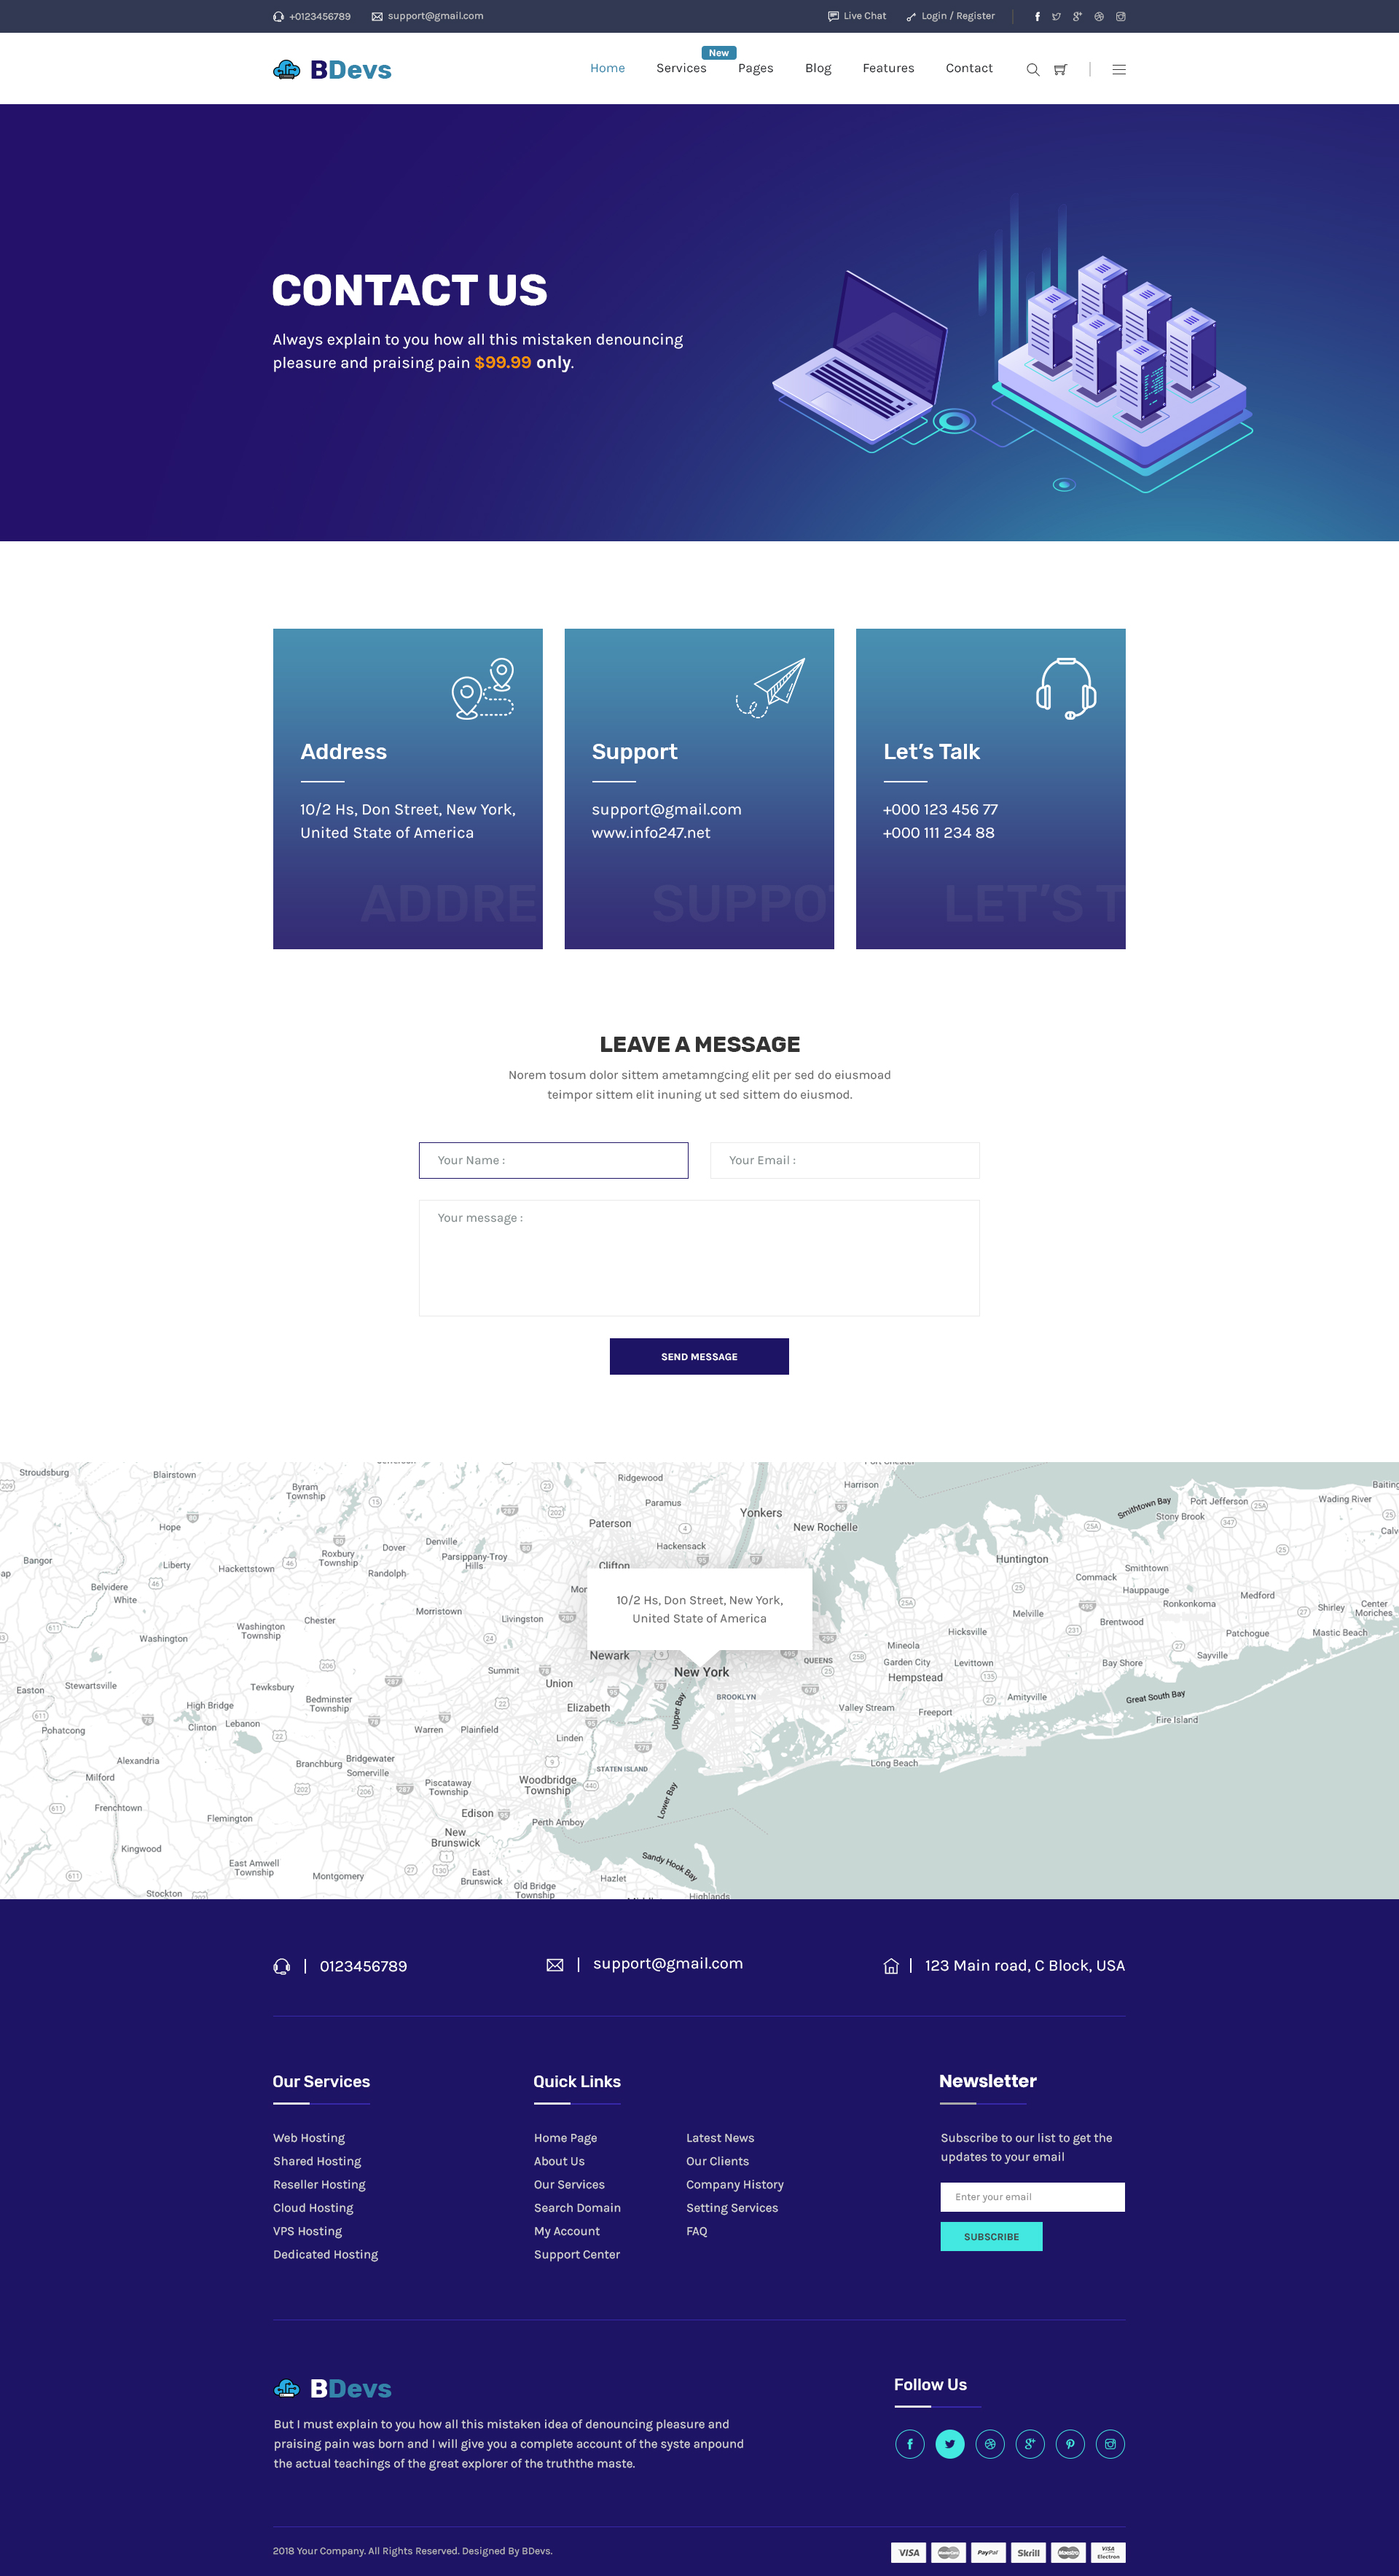 +0123456789
support@gmail.com
Live Chat
Login / Register
BDevs
New
Home
Services
Pages
Blog
Features
Contact
CONTACT US
Always explain to you how all this mistaken denouncing
pleasure and praising pain $99.99 only.
Address
10/2 Hs, Don Street, New York,
United State of America
ADDRE
Support
support@gmail.com
www.info247.net
SUPPOT
Let's Talk
+000 123 456 77
+000 111 234 88
LET'S T
LEAVE A MESSAGE
Norem tosum dolor sittem ametamngcing elit per sed do eiusmoad
teimpor sittem elit inuning ut sed sittem do eiusmod.
Your Name :
Your Email :
Your message :
SEND MESSAGE
Stroudsburg
Blairstown
Byram
Township
Ridgewood
Harrison
Paramus
Yonkers
Paterson
New Rochelle
Hackensack
Clifton
Smithtown Bay
Port Jefferson
Stony Brook
Wading River
Hope
Bangor
Liberty
Hackettstown
Roxbury
Township
Dover
Denville
Parsippany-Troy
Hills
Randolph
Belvidere
White
Morristown
Livingston
Chester
Washington
Washington
Township
Huntington
Commack
Smithtown
Hauppauge
Ronkonkoma
Medford
Shirley
Center
Moriches
Melville
Brentwood
Hicksville
Patchogue
Mastic Beach
Sayville
10/2 Hs, Don Street, New York,
United State of America
Newark
New York
QUEENS
BROOKLYN
Mineola
Garden City
Hempstead
Levittown
Bay Shore
Summit
Union
Elizabeth
Upper Bay
Valley Stream
Freeport
Amityville
Great South Bay
Fire Island
Long Beach
Easton
Stewartsville
Tewksbury
High Bridge
Clinton
Lebanon
Bedminster
Township
Warren
Plainfield
Linden
Pohatcong
Alexandria
Milford
Frenchtown
Flemington
Branchburg
Bridgewater
Somerville
Piscataway
Township
Woodbridge
Township
STATEN ISLAND
Lower Bay
Edison
Perth Amboy
New
Brunswick
Kingwood
East Amwell
Township
Montgomery
Stockton
East
Brunswick
Old Bridge
Township
Hazlet
Sandy Hook Bay
Highlands
0123456789
support@gmail.com
123 Main road, C Block, USA
Our Services
Web Hosting
Shared Hosting
Reseller Hosting
Cloud Hosting
VPS Hosting
Dedicated Hosting
Quick Links
Home Page
About Us
Our Services
Search Domain
My Account
Support Center
Latest News
Our Clients
Company History
Setting Services
FAQ
Newsletter
Subscribe to our list to get the
updates to your email
Enter your email
SUBSCRIBE
BDevs
But I must explain to you how all this mistaken idea of denouncing pleasure and
praising pain was born and I will give you a complete account of the syste anpound
the actual teachings of the great explorer of the truththe maste.
Follow Us
2018 Your Company. All Rights Reserved. Designed By BDevs.
VISA
MasterCard
PayPal
Skrill
Maestro
VISA
Electron